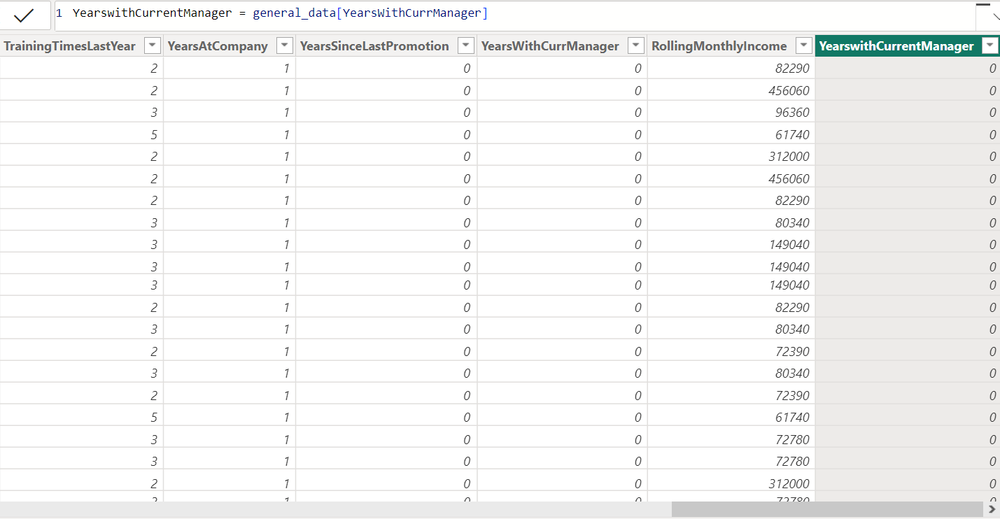 1 YearswithCurrentManager = general_data[YearsWithCurrManager]
TrainingTimesLastYear YearsAtCompany YearsSinceLastPromotion YearsWithCurrManager RollingMonthlyIncome YearswithCurrentManager
2 1 0 0 82290 0
2 1 0 0 456060 0
3 1 0 0 96360 0
5 1 0 0 61740 0
2 1 0 0 312000 0
2 1 0 0 456060 0
2 1 0 0 82290 0
3 1 0 0 80340 0
3 1 0 0 149040 0
3 1 0 0 149040 0
3 1 0 0 149040 0
2 1 0 0 82290 0
3 1 0 0 80340 0
2 1 0 0 72390 0
3 1 0 0 80340 0
2 1 0 0 72390 0
5 1 0 0 61740 0
3 1 0 0 72780 0
3 1 0 0 72780 0
2 1 0 0 312000 0